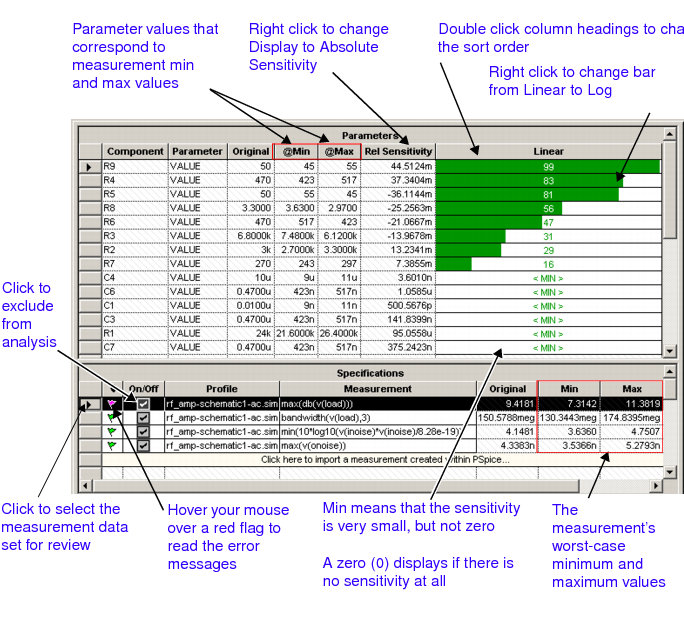 Parameter values that
correspond to
measurement min
and max values
Right click to change
Display to Absolute
Sensitivity
Double click column headings to cha
the sort order
Right click to change bar
from Linear to Log
Parameters
Component Parameter Original @Min @Max Rel Sensitivity Linear
R9 VALUE 50 45 55 44.5124m 99
R4 VALUE 470 423 517 37.3404m 83
R5 VALUE 50 55 45 -36.1144m 81
R8 VALUE 3.3000 3.6300 2.9700 -25.2563m 56
R6 VALUE 470 517 423 -21.0667m 47
R3 VALUE 6.8000k 7.4800k 6.1200k -13.9678m 31
R2 VALUE 3k 2.7000k 3.3000k 13.2341m 29
R7 VALUE 270 243 297 7.3855m 16
C4 VALUE 10u 9u 11u 3.6010n < MIN >
C6 VALUE 0.4700u 423n 517n 1.0585u < MIN >
C1 VALUE 0.0100u 9n 11n 500.5676p < MIN >
C3 VALUE 0.4700u 423n 517n 141.8399n < MIN >
R1 VALUE 24k 21.6000k 26.4000k 95.0558u < MIN >
C7 VALUE 0.4700u 423n 517n 375.2423n < MIN >
Click to
exclude
from
analysis
Specifications
On/Off Profile Measurement Original Min Max
rf_amp-schematic1-ac.sim max(db(v(load))) 9.4181 7.3142 11.3819
rf_amp-schematic1-ac.sim bandwidth(v(load),3) 150.5788meg 130.3443meg 174.8395meg
rf_amp-schematic1-ac.sim min(10*log10(v(inoise)*v(inoise)/8.28e-19)) 4.1481 3.6360 4.7507
rf_amp-schematic1-ac.sim max(v(onoise)) 4.3383n 3.5366n 5.2793n
Click here to import a measurement created within PSpice...
Click to select the
measurement data
set for review
Hover your mouse
over a red flag to
read the error
messages
Min means that the sensitivity
is very small, but not zero
A zero (0) displays if there is
no sensitivity at all
The
measurement's
worst-case
minimum and
maximum values